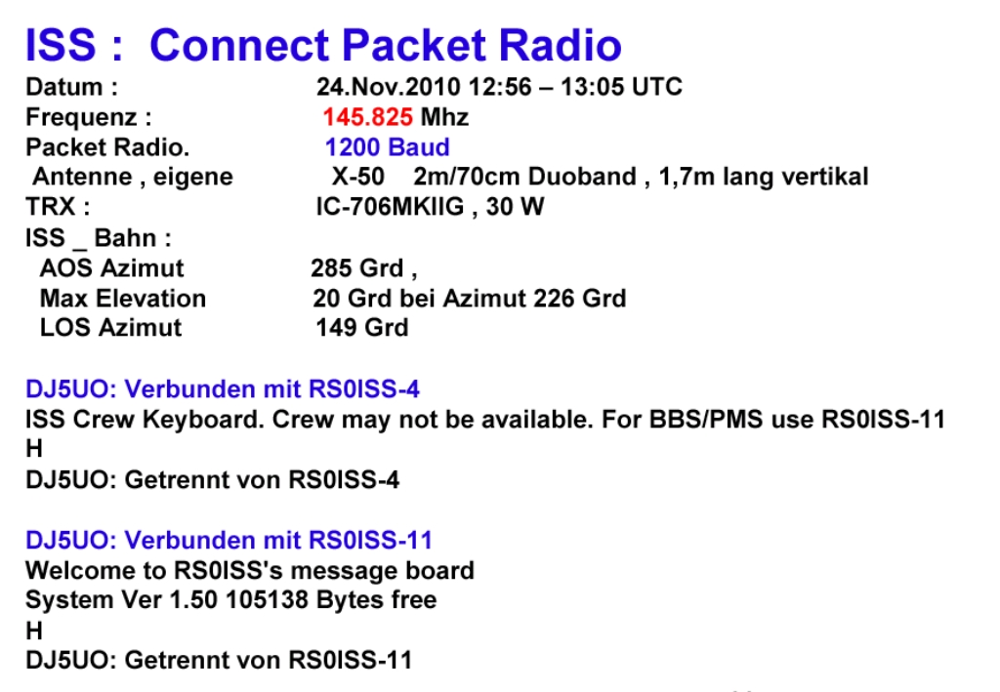 ISS : Connect Packet Radio
Datum : 24.Nov.2010 12:56 – 13:05 UTC
Frequenz : 145.825 Mhz
Packet Radio. 1200 Baud
Antenne , eigene X-50 2m/70cm Duoband , 1,7m lang vertikal
TRX : IC-706MKIIG , 30 W
ISS _ Bahn :
AOS Azimut 285 Grd ,
Max Elevation 20 Grd bei Azimut 226 Grd
LOS Azimut 149 Grd
DJ5UO: Verbunden mit RS0ISS-4
ISS Crew Keyboard. Crew may not be available. For BBS/PMS use RS0ISS-11
H
DJ5UO: Getrennt von RS0ISS-4
DJ5UO: Verbunden mit RS0ISS-11
Welcome to RS0ISS's message board
System Ver 1.50 105138 Bytes free
H
DJ5UO: Getrennt von RS0ISS-11